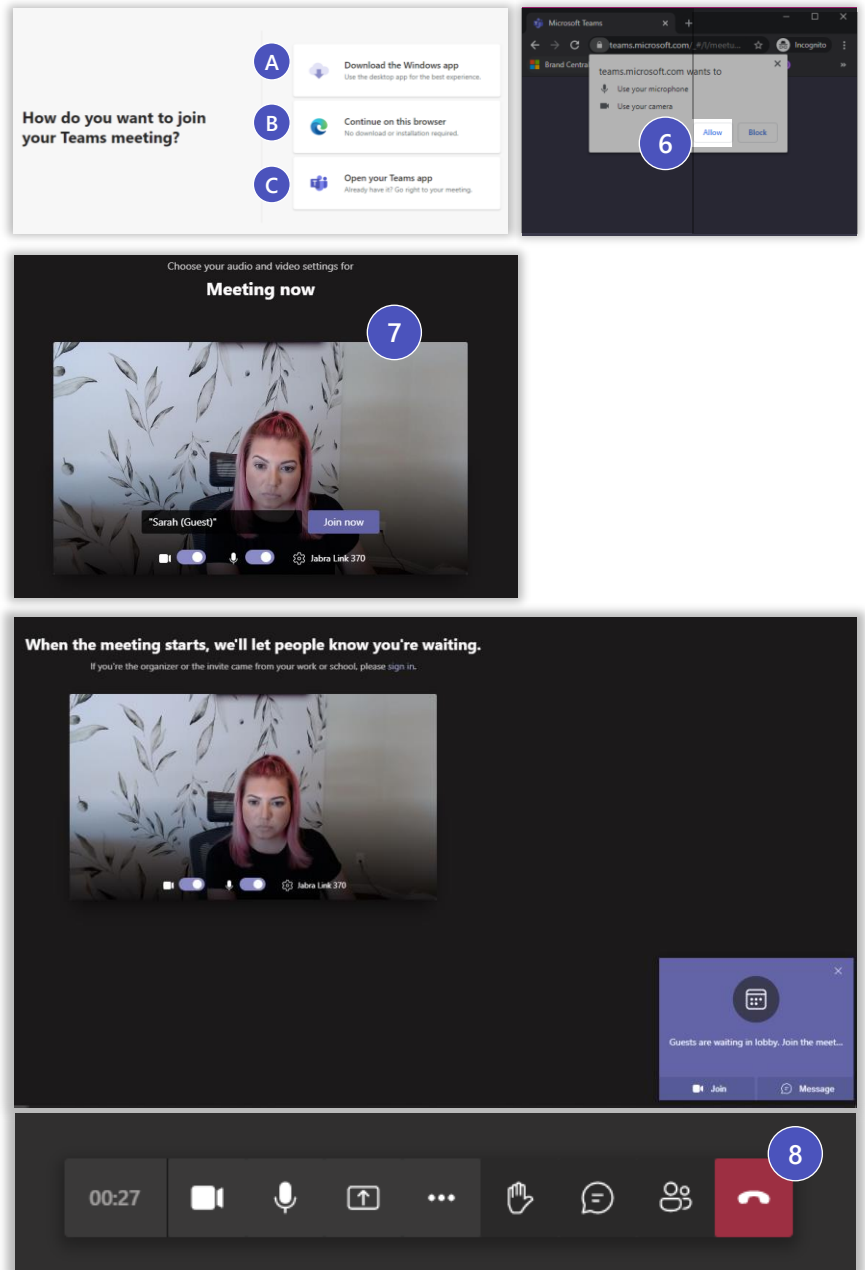 How do you want to join
your Teams meeting?
A
Download the Windows app
Use the desktop app for the best experience.
B
Continue on this browser
No download or installation required.
C
Open your Teams app
Already have it? Go right to your meeting.
Microsoft Teams
teams.microsoft.com/_#/l/meetu...
Incognito
Brand Central
teams.microsoft.com wants to
Use your microphone
Use your camera
Allow
Block
6
Choose your audio and video settings for
Meeting now
7
"Sarah (Guest)"
Join now
Jabra Link 370
When the meeting starts, we'll let people know you're waiting.
If you're the organizer or the invite came from your work or school, please sign in.
Jabra Link 370
Guests are waiting in lobby. Join the meet...
Join
Message
8
00:27